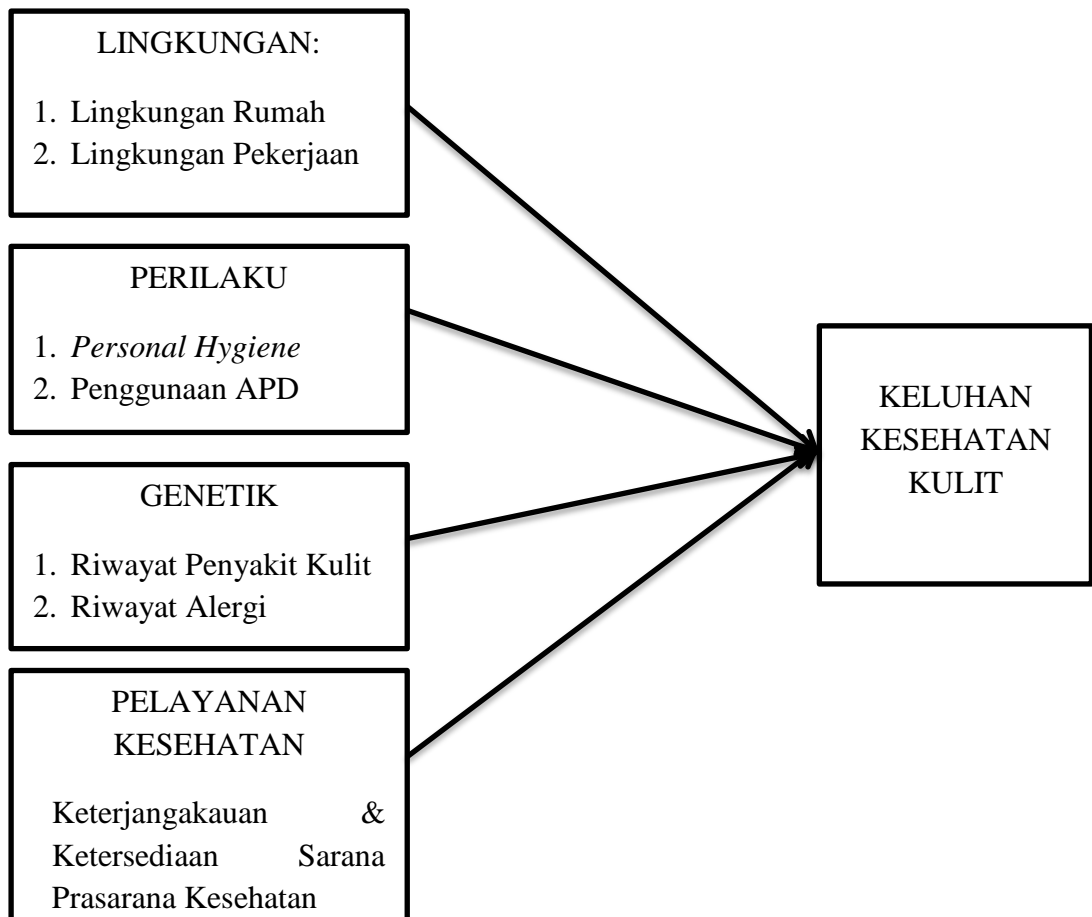 LINGKUNGAN:
1. Lingkungan Rumah
2. Lingkungan Pekerjaan
PERILAKU
1. Personal Hygiene
2. Penggunaan APD
GENETIK
1. Riwayat Penyakit Kulit
2. Riwayat Alergi
PELAYANAN
KESEHATAN
Keterjangakauan &
Ketersediaan Sarana
Prasarana Kesehatan
KELUHAN
KESEHATAN
KULIT